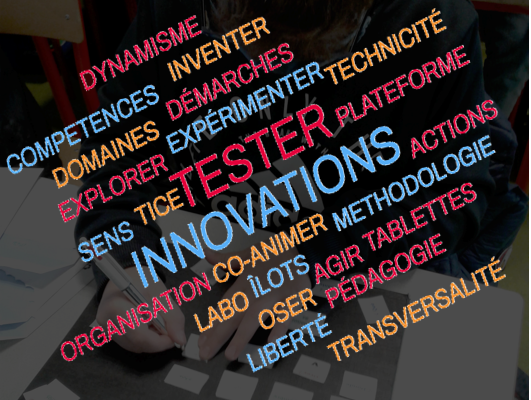 DYNAMISME
INVENTER
TECHNICITÉ
COMPETENCES
DÉMARCHES
DOMAINES
EXPÉRIMENTER
PLATEFORME
EXPLORER
TESTER
TICE
ACTIONS
SENS
INNOVATIONS
METHODOLOGIE
CO-ANIMER
ORGANISATION
AGIR
TABLETTES
LABO
ÎLOTS
OSER
PÉDAGOGIE
LIBERTÉ
TRANSVERSALITÉ